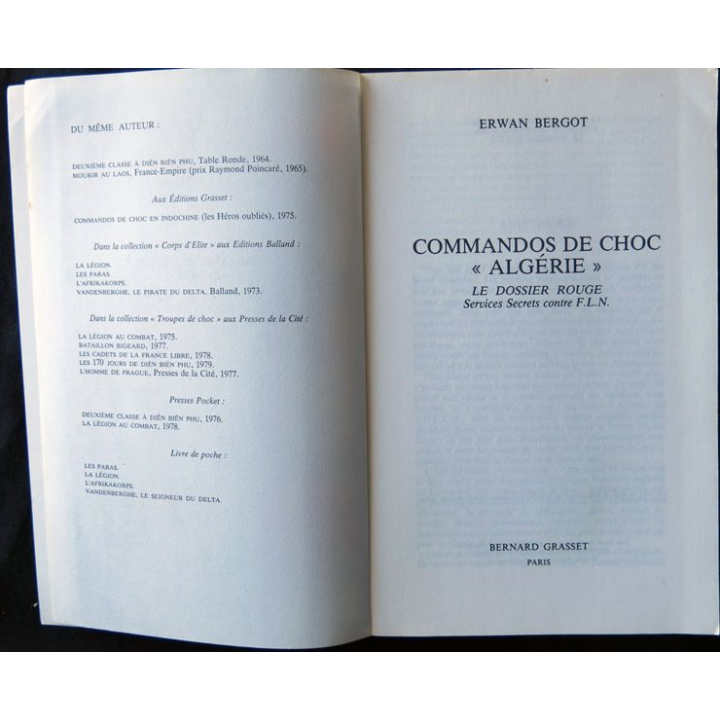 DU MÊME AUTEUR :
DEUXIÈME CLASSE À DIÊN BIÊN PHU, Table Ronde, 1964.
MOURIR AU LAOS, France-Empire (prix Raymond Poincaré, 1965).
Aux Éditions Grasset :
COMMANDOS DE CHOC EN INDOCHINE (les Héros oubliés), 1975.
Dans la collection « Corps d'Elite » aux Editions Balland :
LA LÉGION.
LES PARAS.
L'AFRIKAKORPS.
VANDENBERGHE, LE PIRATE DU DELTA, Balland, 1973.
Dans la collection « Troupes de choc » aux Presses de la Cité :
LA LÉGION AU COMBAT, 1975.
BATAILLON BIGEARD, 1977.
LES CADETS DE LA FRANCE LIBRE, 1978.
LES 170 JOURS DE DIÊN BIÊN PHU, 1979.
L'HOMME DE PRAGUE, Presses de la Cité, 1977.
Presses Pocket :
DEUXIÈME CLASSE À DIÊN BIÊN PHU, 1976.
LA LÉGION AU COMBAT, 1978.
Livre de poche :
LES PARAS.
LA LÉGION.
L'AFRIKAKORPS.
VANDENBERGHE, LE SEIGNEUR DU DELTA.
ERWAN BERGOT
COMMANDOS DE CHOC
« ALGÉRIE »
LE DOSSIER ROUGE
Services Secrets contre F.L.N.
BERNARD GRASSET
PARIS